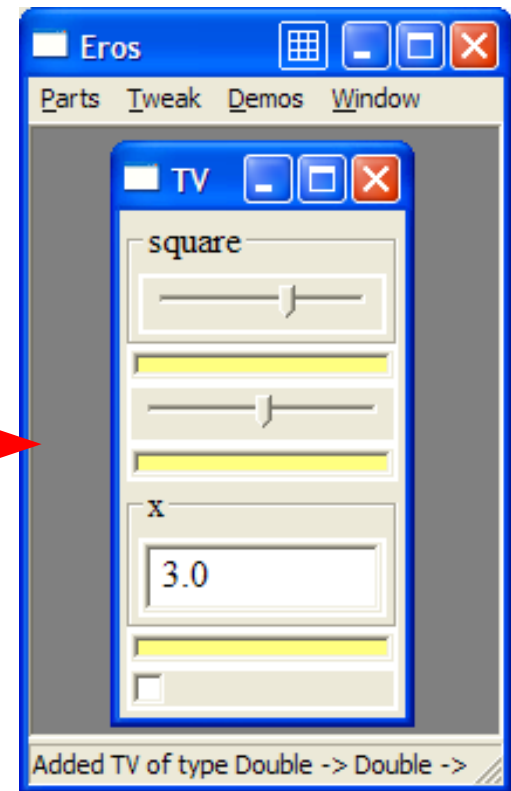 Eros
Parts Tweak Demos Window
TV
square
x
3.0
Added TV of type Double -> Double ->